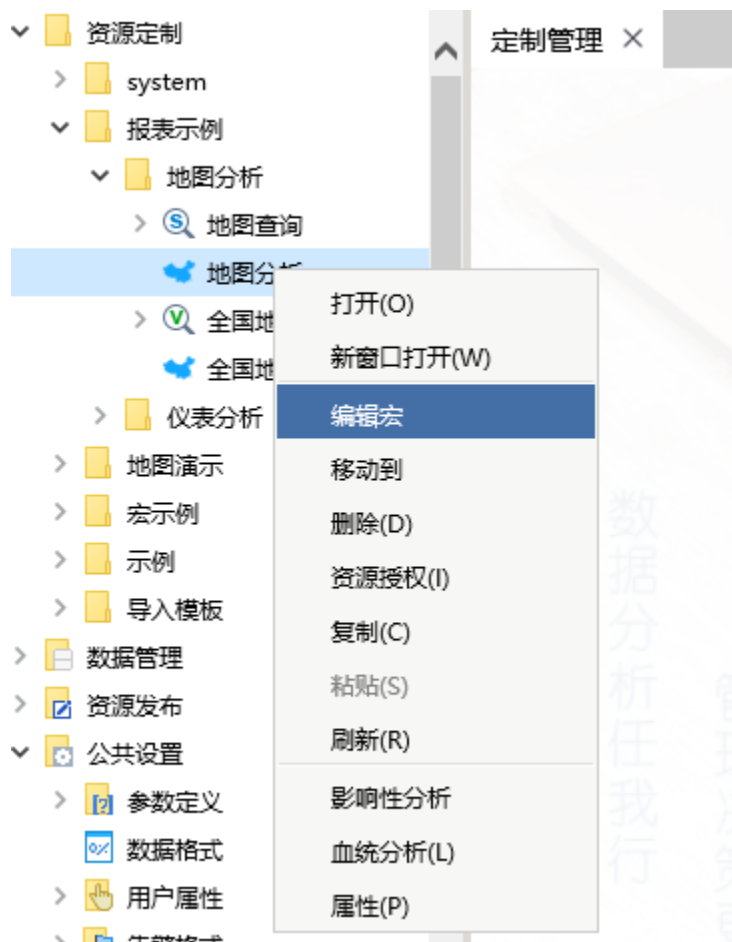 资源定制
定制管理
system
报表示例
地图分析
地图查询
地图分析
打开(O)
全国地
新窗口打开(W)
全国地
编辑宏
仪表分析
移动到
地图演示
宏示例
删除(D)
示例
资源授权(I)
导入模板
复制(C)
数据管理
粘贴(S)
资源发布
刷新(R)
公共设置
影响性分析
参数定义
数据格式
血统分析(L)
用户属性
属性(P)
告警格式
数据分析任我行